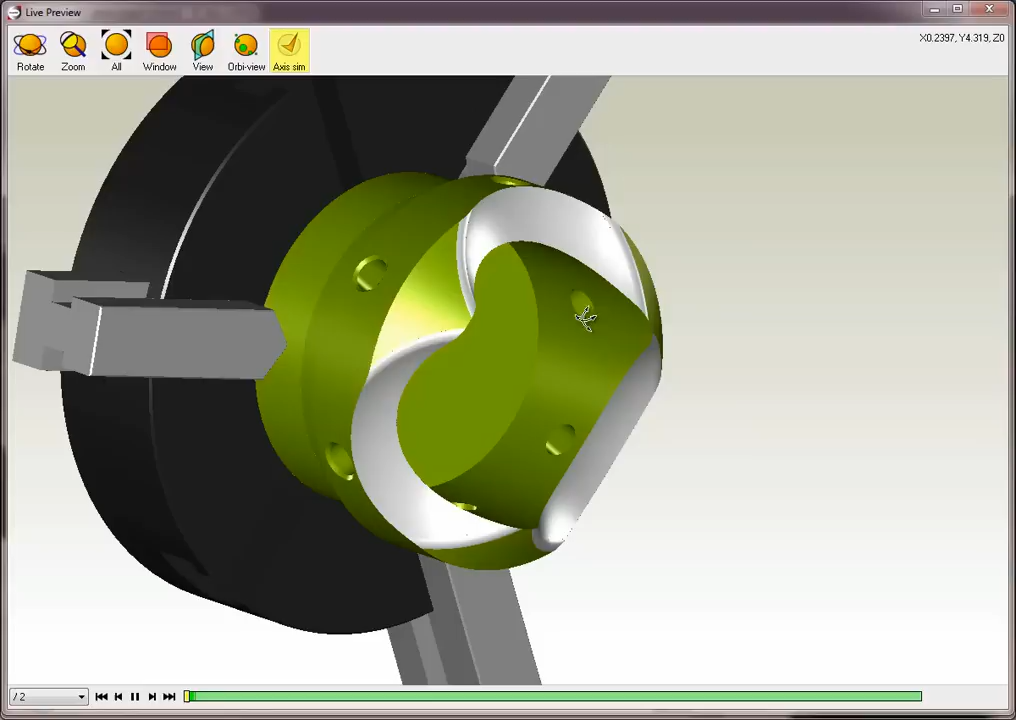 Live Preview
Rotate
Zoom
All
Window
View
Orbi-view
Axis sim
X0.2397, Y4.319, Z0
/ 2